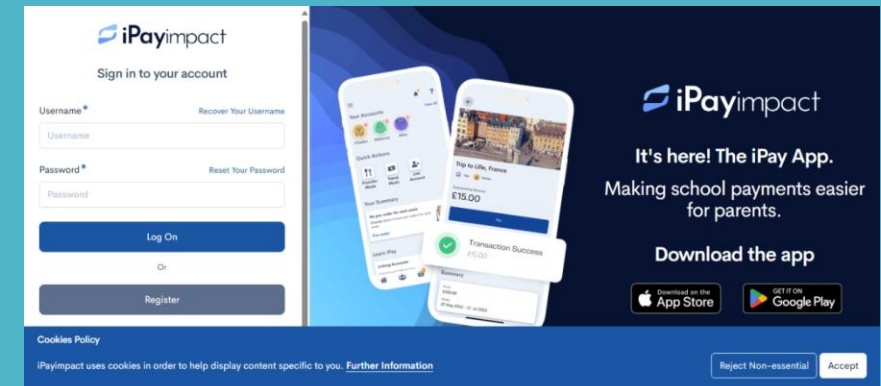 iPayimpact
Sign in to your account
Username*
Recover Your Username
Username
Password*
Reset Your Password
Password
Log On
Or
Register
Your Accounts
Quick Actions
Your Summary
Learn iPay
Trip to Lille, France
£15.00
Pay
Transaction Success
£15.00
Summary
iPayimpact
It's here! The iPay App.
Making school payments easier
for parents.
Download the app
Download on the
App Store
GET IT ON
Google Play
Cookies Policy
iPayimpact uses cookies in order to help display content specific to you. Further Information
Reject Non-essential
Accept